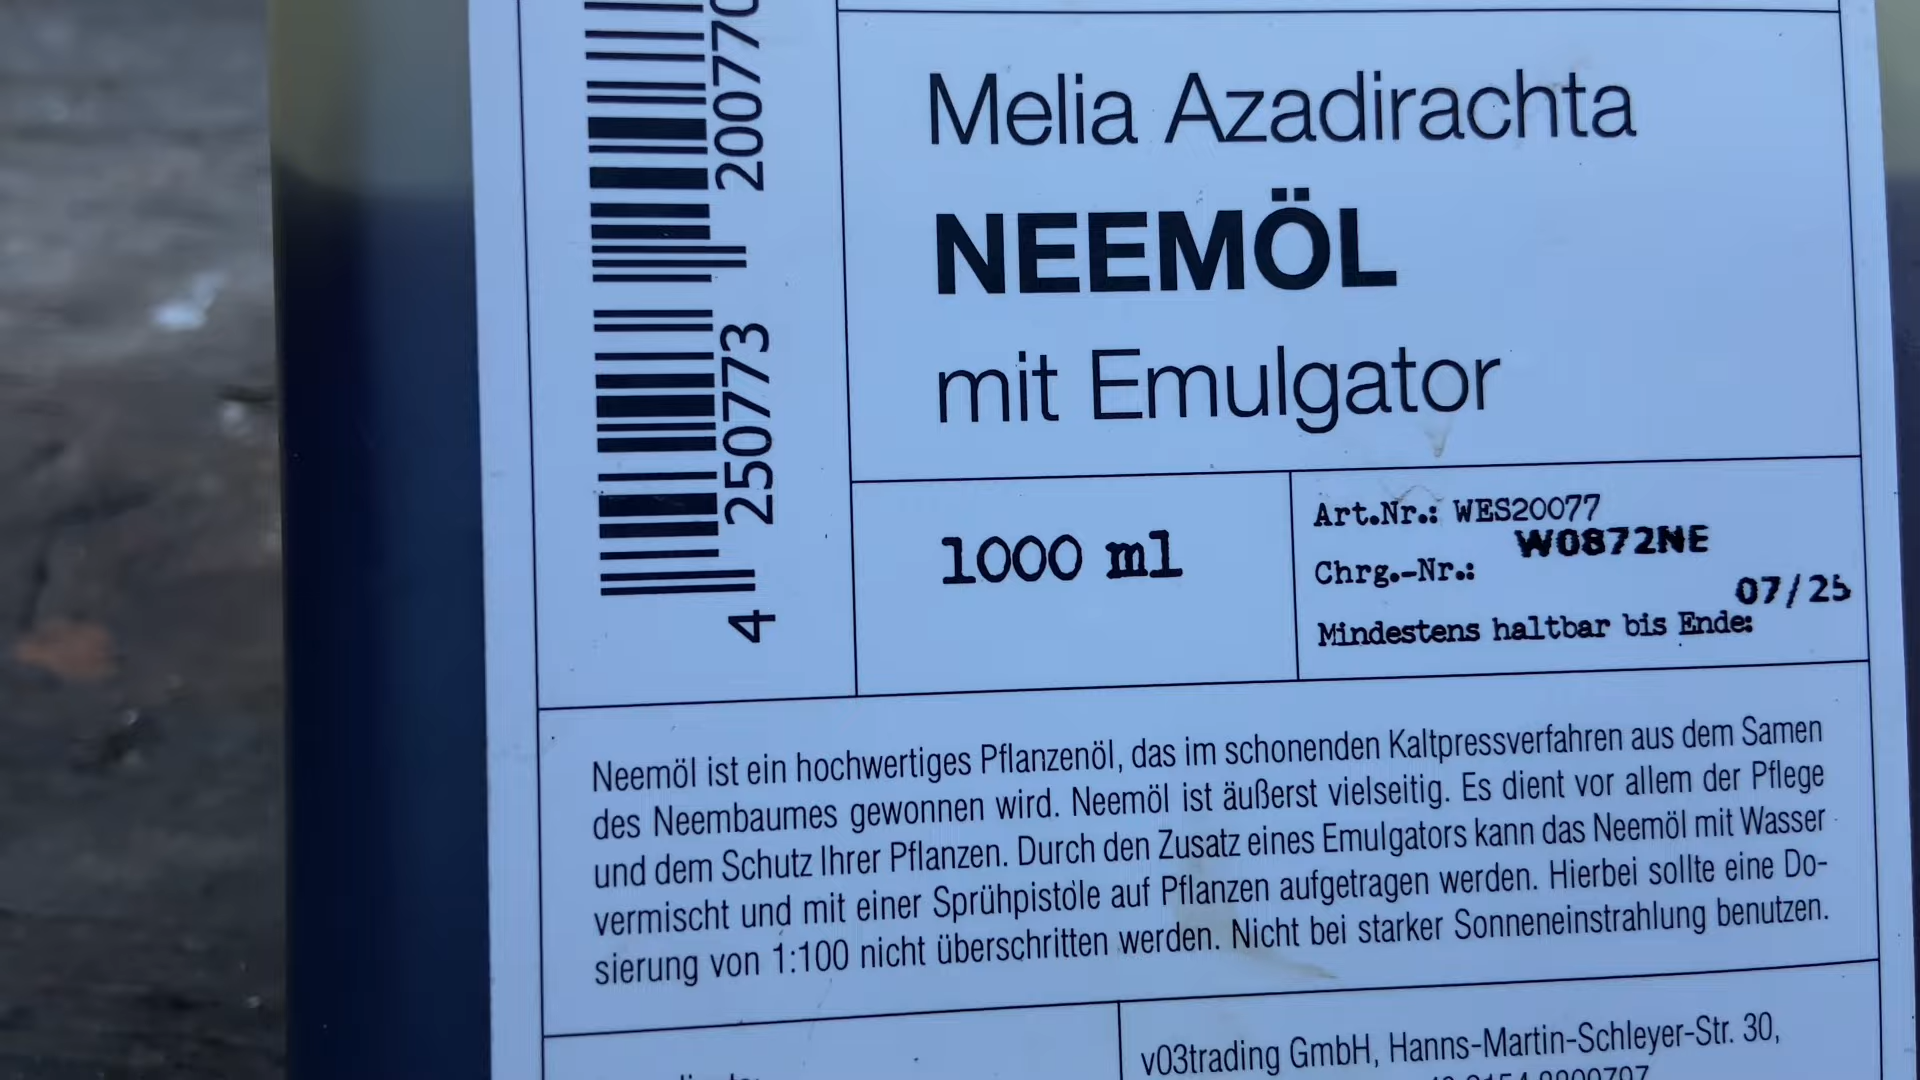 4 250773 200770
Melia Azadirachta
NEEMÖL
mit Emulgator
1000 ml
Art.Nr.: WES20077
W0872NE
Chrg.-Nr.:
07/25
Mindestens haltbar bis Ende:
Neemöl ist ein hochwertiges Pflanzenöl, das im schonenden Kaltpressverfahren aus dem Samen
des Neembaumes gewonnen wird. Neemöl ist äußerst vielseitig. Es dient vor allem der Pflege
und dem Schutz Ihrer Pflanzen. Durch den Zusatz eines Emulgators kann das Neemöl mit Wasser
vermischt und mit einer Sprühpistole auf Pflanzen aufgetragen werden. Hierbei sollte eine Do-
sierung von 1:100 nicht überschritten werden. Nicht bei starker Sonneneinstrahlung benutzen.
v03trading GmbH, Hanns-Martin-Schleyer-Str. 30,